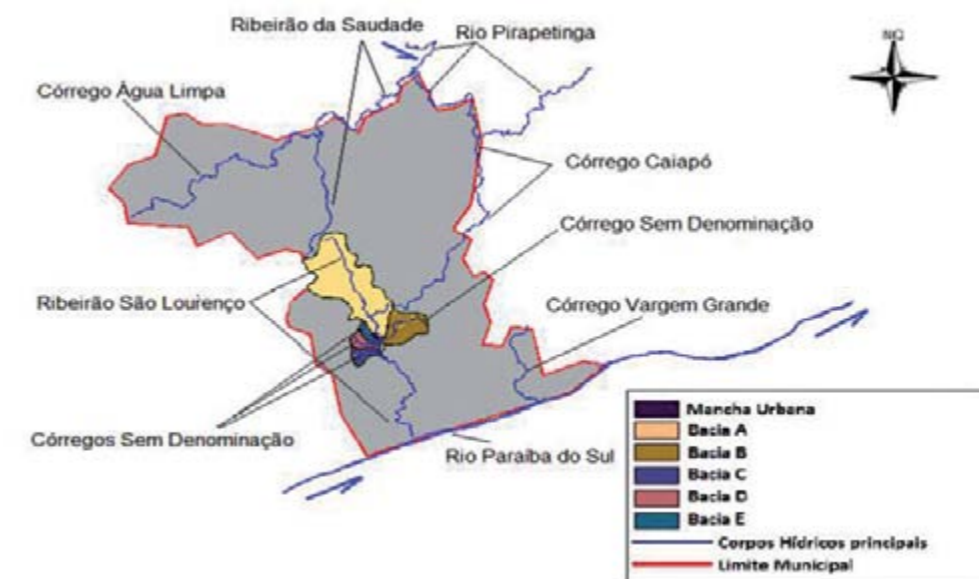 Ribeirão da Saudade
Rio Pirapetinga
NQ
Córrego Água Limpa
Córrego Caiapó
Córrego Sem Denominação
Ribeirão São Lourenço
Córrego Vargem Grande
Córregos Sem Denominação
Rio Paraíba do Sul
Mancha Urbana
Bacia A
Bacia B
Bacia C
Bacia D
Bacia E
Corpos Hídricos principais
Limite Municipal